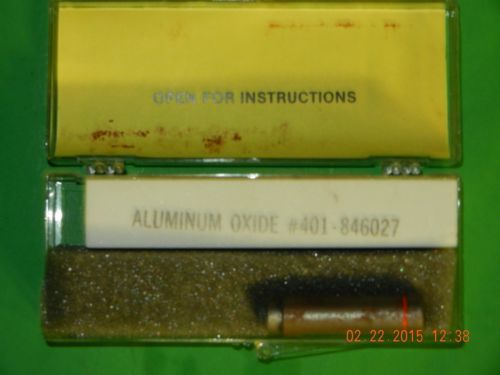 OPEN FOR INSTRUCTIONS
ALUMINUM OXIDE #401-846027
02.22.2015 12:38